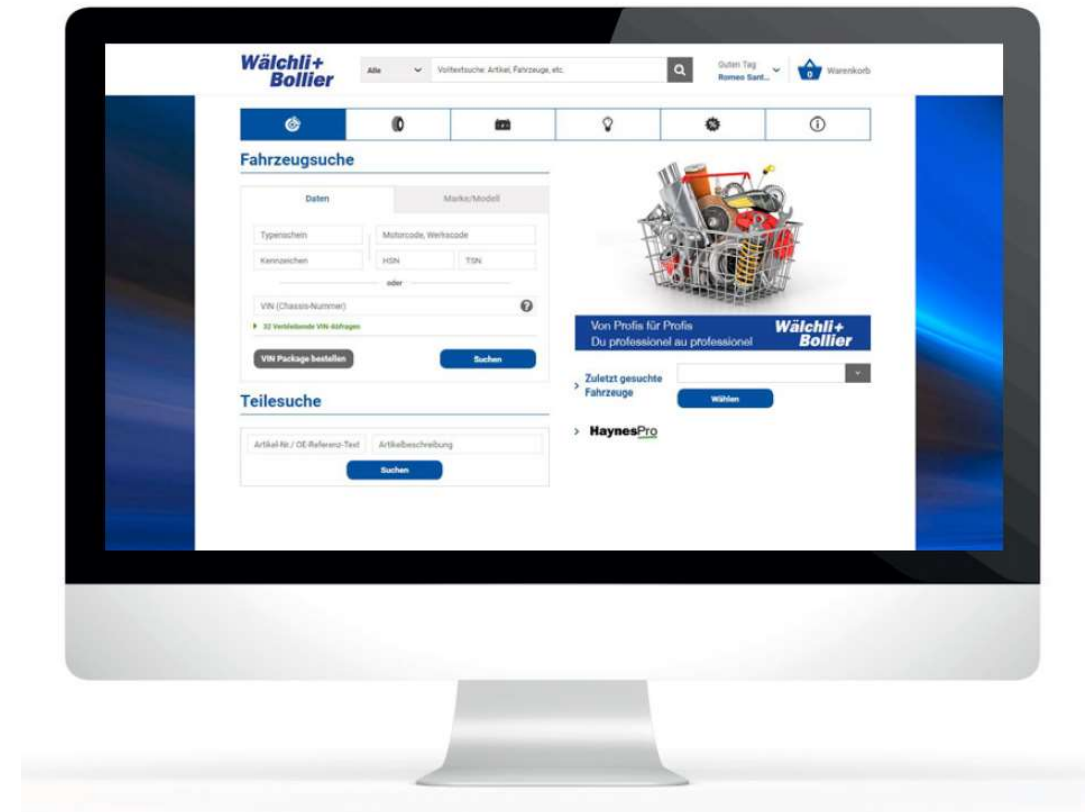 Wälchli+
Bollier
Alle
Volltextsuche: Artikel, Fahrzeuge, etc.
Guten Tag
Romeo Sant...
0
Warenkorb
Fahrzeugsuche
Daten
Marke/Modell
Typenschein
Motorcode, Werkscode
Kennzeichen
HSN
TSN
oder
VIN (Chassis-Nummer)
?
32 Verbleibende VIN-Abfragen
VIN Package bestellen
Suchen
Von Profis für Profis
Du professionel au professionel
Wälchli+
Bollier
Zuletzt gesuchte
Fahrzeuge
Wählen
Teilesuche
HaynesPro
Artikel-Nr./ OE-Referenz-Text
Artikelbeschreibung
Suchen